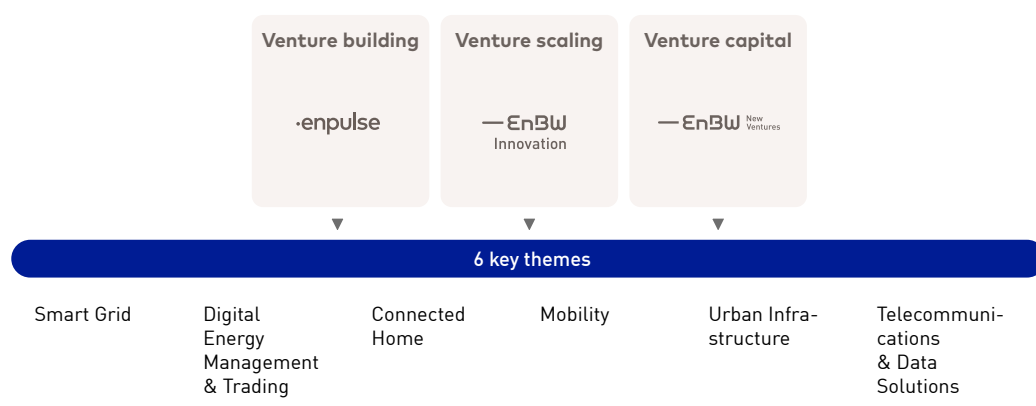 Venture building
Venture scaling
Venture capital
·enpulse
— EnBW
Innovation
— EnBW New
Ventures
6 key themes
Smart Grid
Digital
Energy
Management
& Trading
Connected
Home
Mobility
Urban Infra-
structure
Telecommuni-
cations
& Data
Solutions